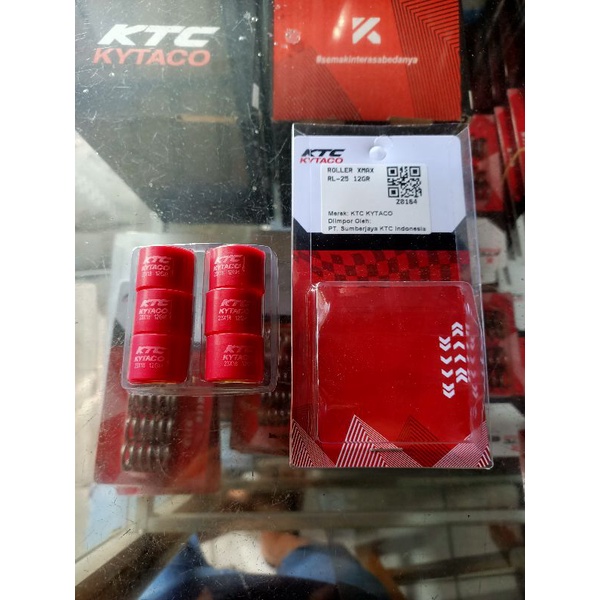 KTC
KYTACO
#semakinterasabedanya
KTC
KYTACO
ROLLER XMAX
RL-25 12GR
Z0164
Merek: KTC KYTACO
Diimpor Oleh:
PT. Sumberjaya KTC Indonesia
KTC
KYTACO
KTC
KYTACO
KTC
KYTACO
KTC
KYTACO
KTC
KYTACO
KTC
KYTACO